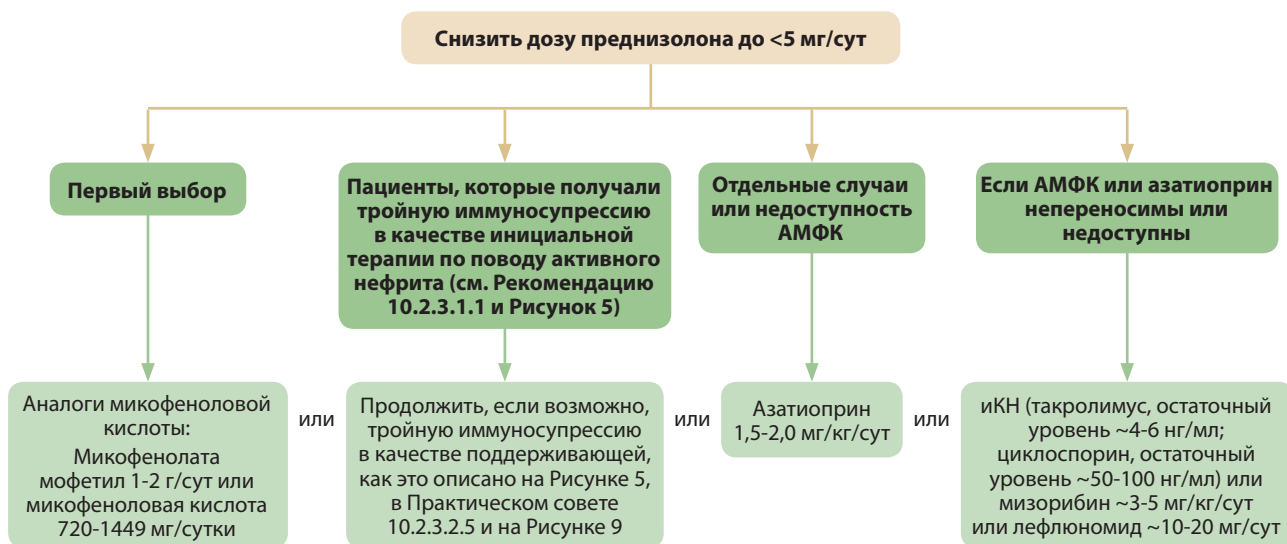 Снизить дозу преднизолона до <5 мг/сут
Первый выбор
Пациенты, которые получали
тройную иммуносупрессию
в качестве инициальной
терапии по поводу активного
нефрита (см. Рекомендацию
10.2.3.1.1 и Рисунок 5)
Отдельные случаи
или недоступность
АМФК
Если АМФК или азатиоприн
непереносимы или
недоступны
Аналоги микофеноловой
кислоты:
Микофенолата
мофетил 1-2 г/сут или
микофеноловая кислота
720-1449 мг/сутки
или
Продолжить, если возможно,
тройную иммуносупрессию
в качестве поддерживающей,
как это описано на Рисунке 5,
в Практическом совете
10.2.3.2.5 и на Рисунке 9
или
Азатиоприн
1,5-2,0 мг/кг/сут
или
иКН (такролимус, остаточный
уровень ~4-6 нг/мл;
циклоспорин, остаточный
уровень ~50-100 нг/мл) или
мизорибин ~3-5 мг/кг/сут
или лефлюномид ~10-20 мг/сут